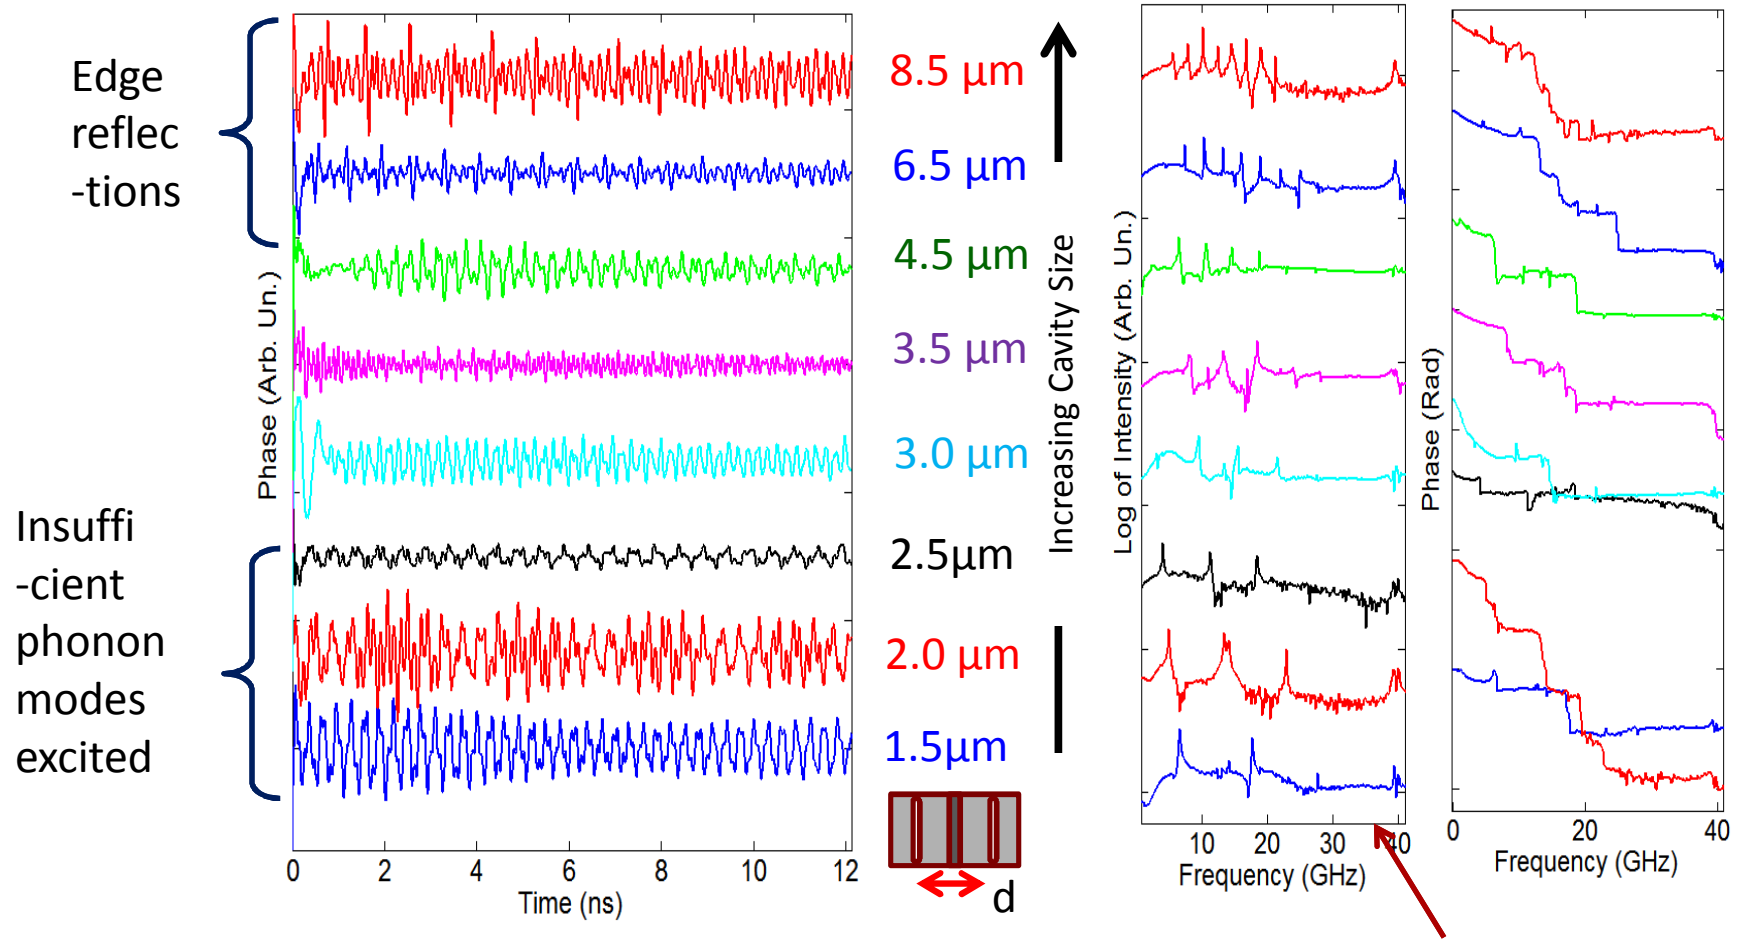 Edge
reflec
-tions
Insuffi
-cient
phonon
modes
excited
Phase (Arb. Un.)
0 2 4 6 8 10 12
Time (ns)
8.5 µm
6.5 µm
4.5 µm
3.5 µm
3.0 µm
2.5µm
2.0 µm
1.5µm
d
Increasing Cavity Size
Log of Intensity (Arb. Un.)
10 20 30 40
Frequency (GHz)
Phase (Rad)
0 20 40
Frequency (GHz)